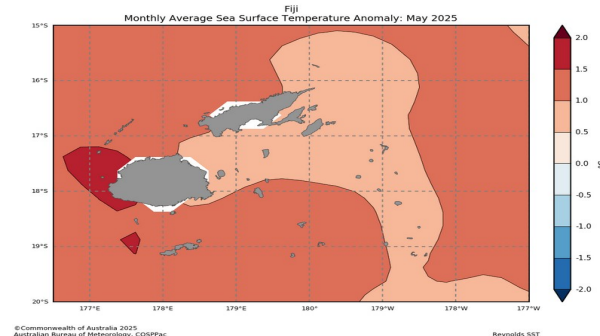 Fiji
Monthly Average Sea Surface Temperature Anomaly: May 2025
15°S
16°S
17°S
18°S
19°S
20°S
177°E
178°E
179°E
180°
179°W
178°W
177°W
2.0
1.5
1.0
0.5
0.0
-0.5
-1.0
-1.5
-2.0
©Commonwealth of Australia 2025
Australian Bureau of Meteorology, COSPPac
Reynolds SST